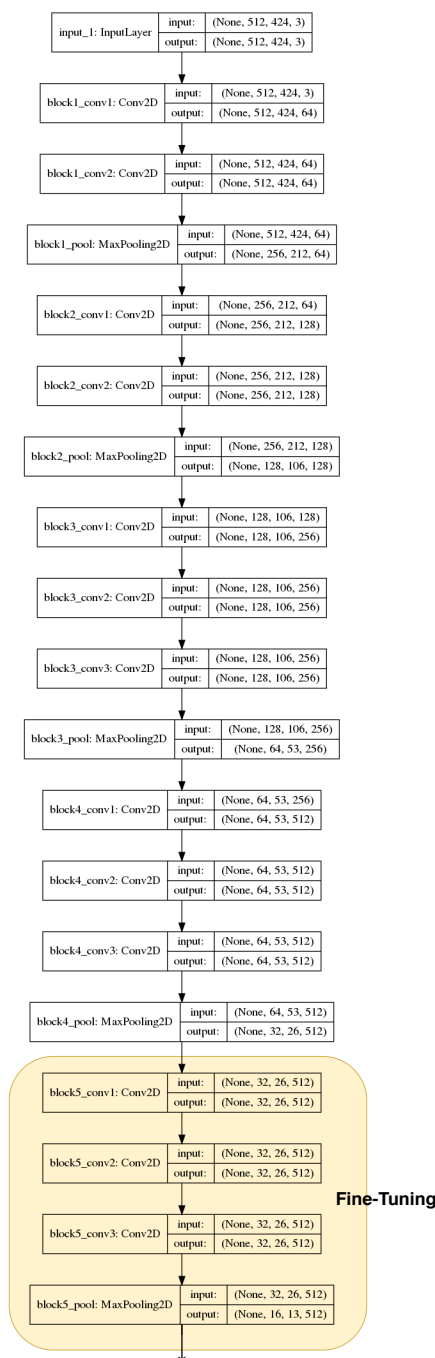 input_1: InputLayer
input: (None, 512, 424, 3)
output: (None, 512, 424, 3)
block1_conv1: Conv2D
input: (None, 512, 424, 3)
output: (None, 512, 424, 64)
block1_conv2: Conv2D
input: (None, 512, 424, 64)
output: (None, 512, 424, 64)
block1_pool: MaxPooling2D
input: (None, 512, 424, 64)
output: (None, 256, 212, 64)
block2_conv1: Conv2D
input: (None, 256, 212, 64)
output: (None, 256, 212, 128)
block2_conv2: Conv2D
input: (None, 256, 212, 128)
output: (None, 256, 212, 128)
block2_pool: MaxPooling2D
input: (None, 256, 212, 128)
output: (None, 128, 106, 128)
block3_conv1: Conv2D
input: (None, 128, 106, 128)
output: (None, 128, 106, 256)
block3_conv2: Conv2D
input: (None, 128, 106, 256)
output: (None, 128, 106, 256)
block3_conv3: Conv2D
input: (None, 128, 106, 256)
output: (None, 128, 106, 256)
block3_pool: MaxPooling2D
input: (None, 128, 106, 256)
output: (None, 64, 53, 256)
block4_conv1: Conv2D
input: (None, 64, 53, 256)
output: (None, 64, 53, 512)
block4_conv2: Conv2D
input: (None, 64, 53, 512)
output: (None, 64, 53, 512)
block4_conv3: Conv2D
input: (None, 64, 53, 512)
output: (None, 64, 53, 512)
block4_pool: MaxPooling2D
input: (None, 64, 53, 512)
output: (None, 32, 26, 512)
block5_conv1: Conv2D
input: (None, 32, 26, 512)
output: (None, 32, 26, 512)
block5_conv2: Conv2D
input: (None, 32, 26, 512)
output: (None, 32, 26, 512)
Fine-Tuning
block5_conv3: Conv2D
input: (None, 32, 26, 512)
output: (None, 32, 26, 512)
block5_pool: MaxPooling2D
input: (None, 32, 26, 512)
output: (None, 16, 13, 512)